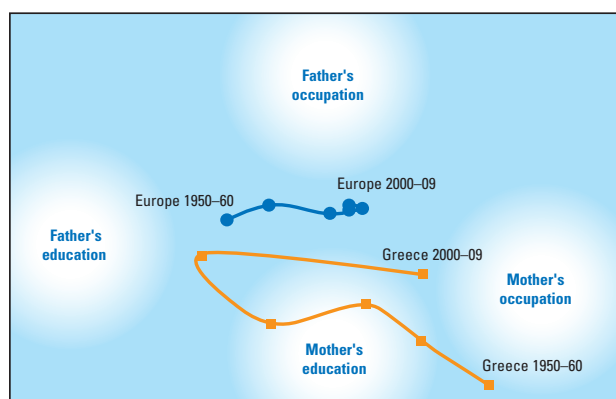 Father's
occupation
Europe 2000–09
Europe 1950–60
Father's
education
Greece 2000–09
Mother's
occupation
Mother's
education
Greece 1950–60